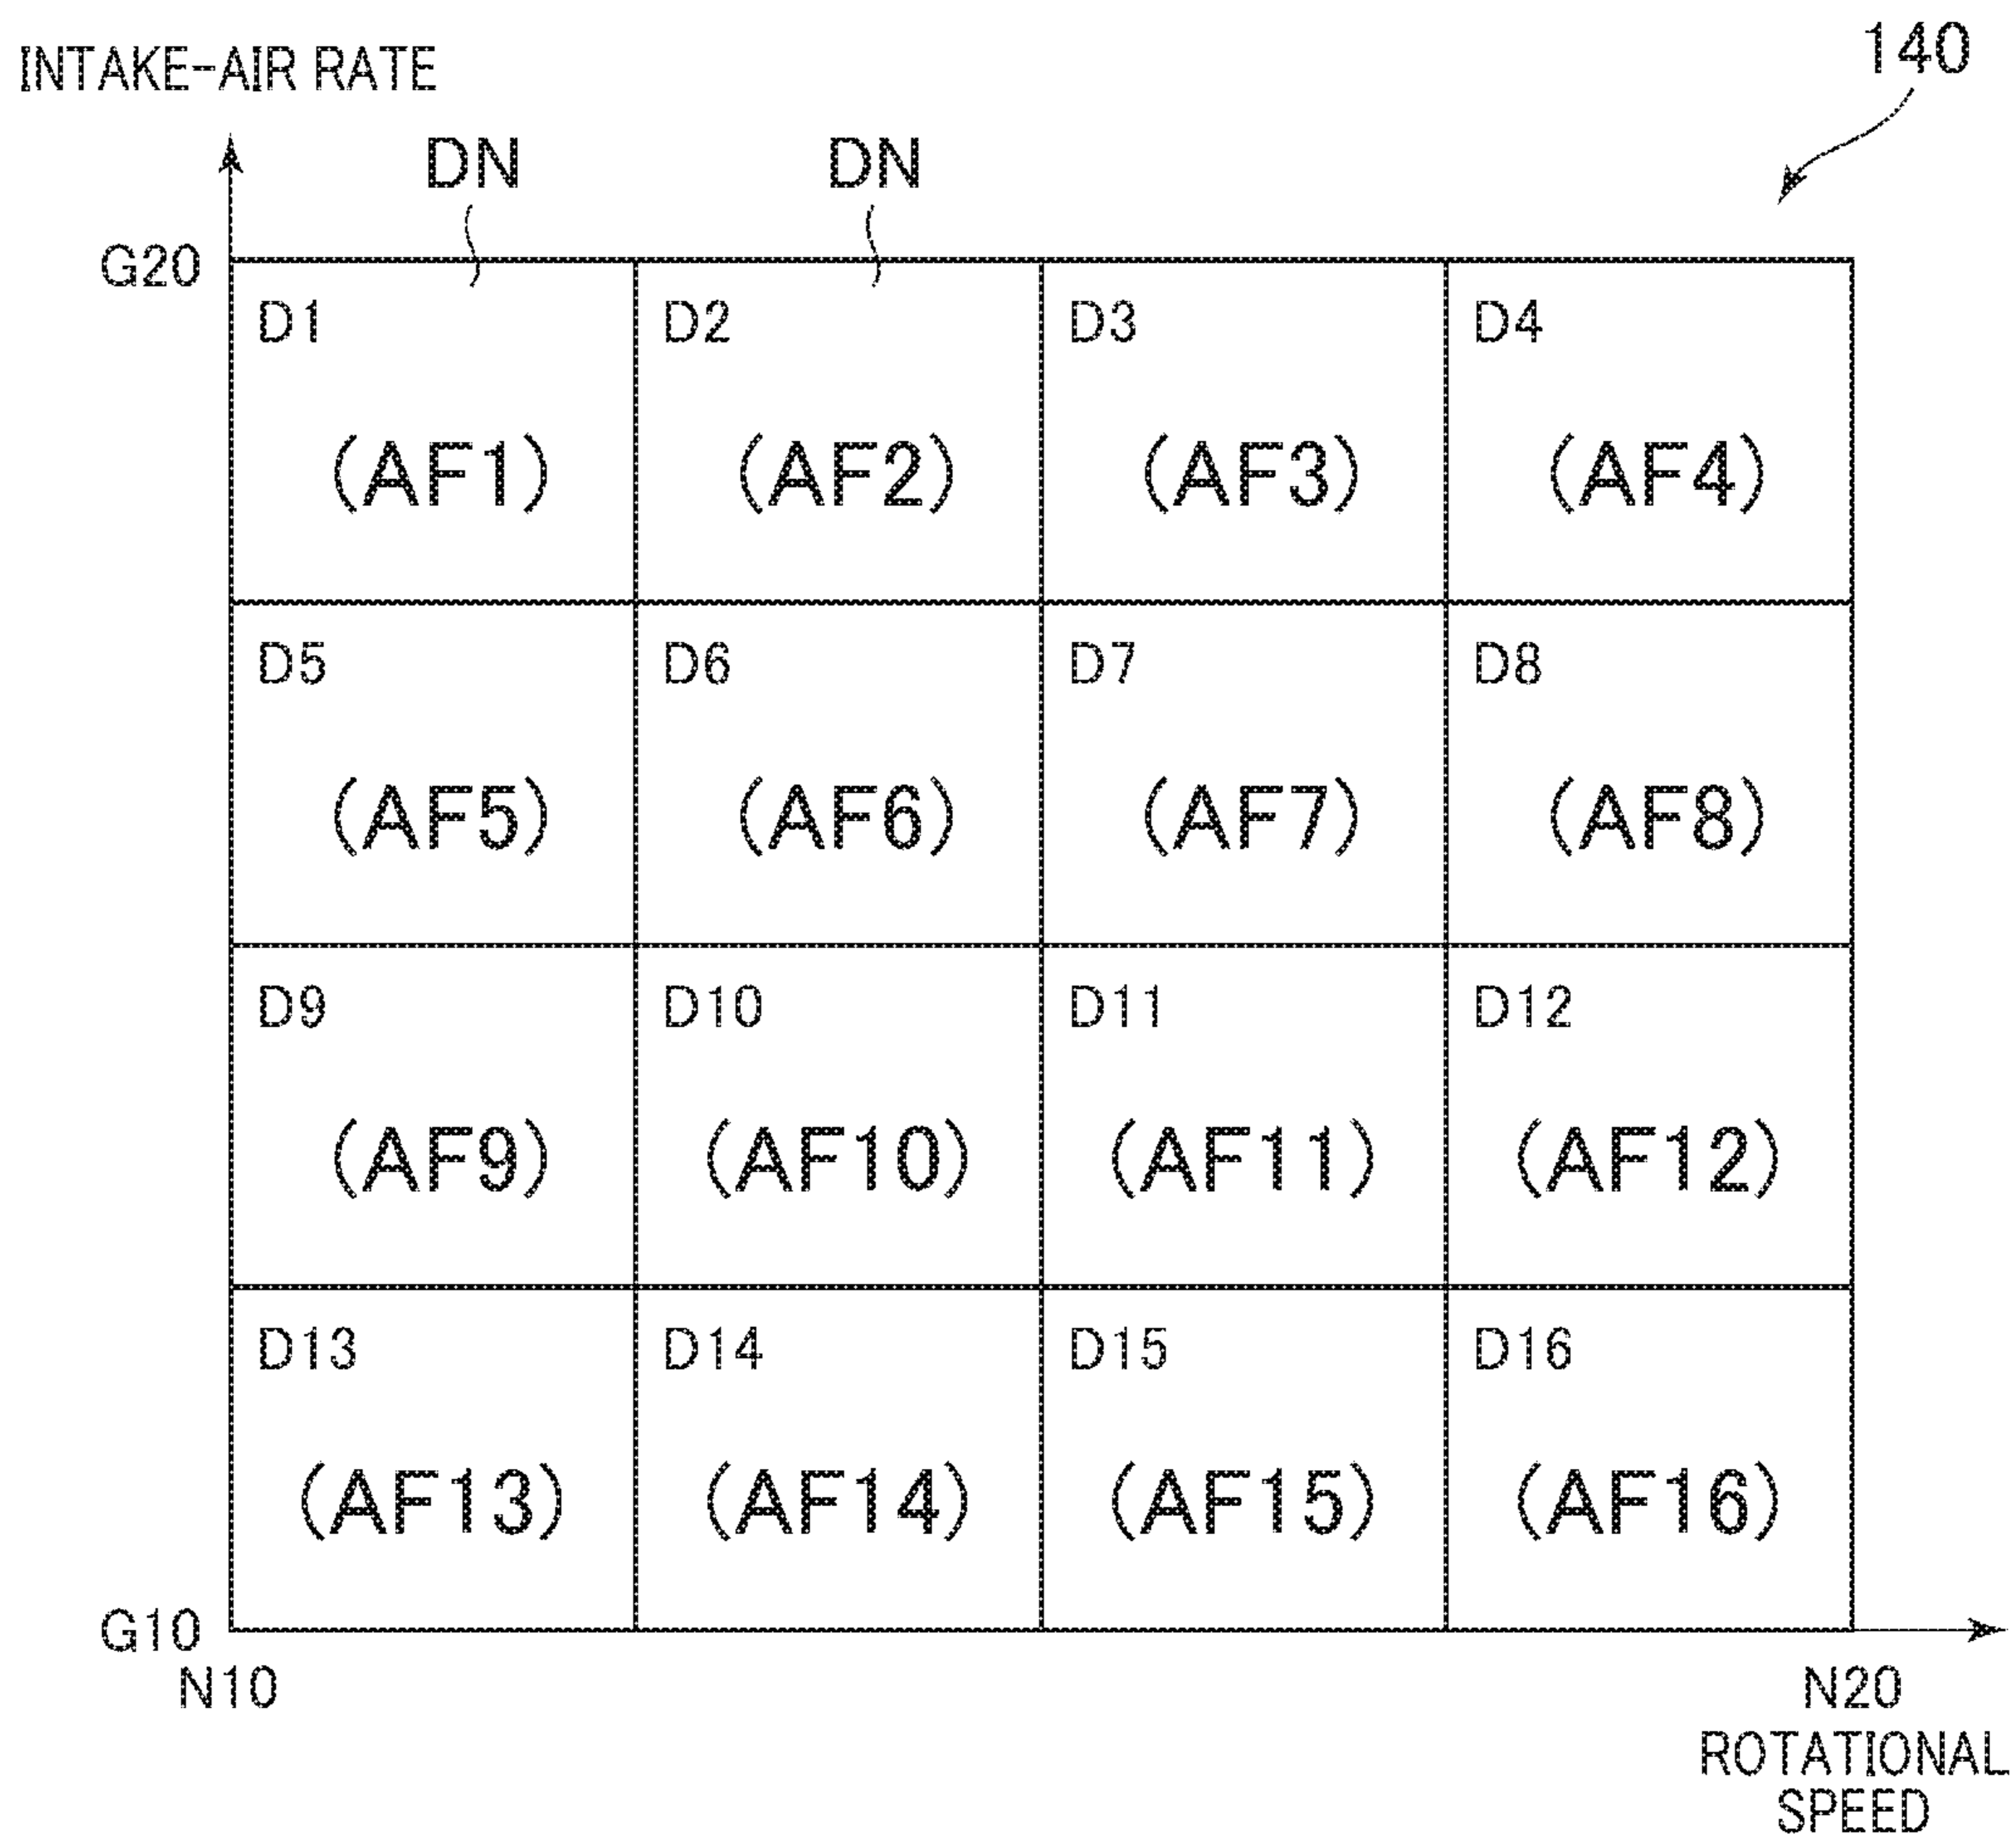 140
INTAKE-AIR RATE
DN DN
G20
D1 D2 D3 D4
(AF1) (AF2) (AF3) (AF4)
D5 D6 D7 D8
(AF5) (AF6) (AF7) (AF8)
D9 D10 D11 D12
(AF9) (AF10) (AF11) (AF12)
D13 D14 D15 D16
(AF13) (AF14) (AF15) (AF16)
G10
N10 N20
ROTATIONAL
SPEED